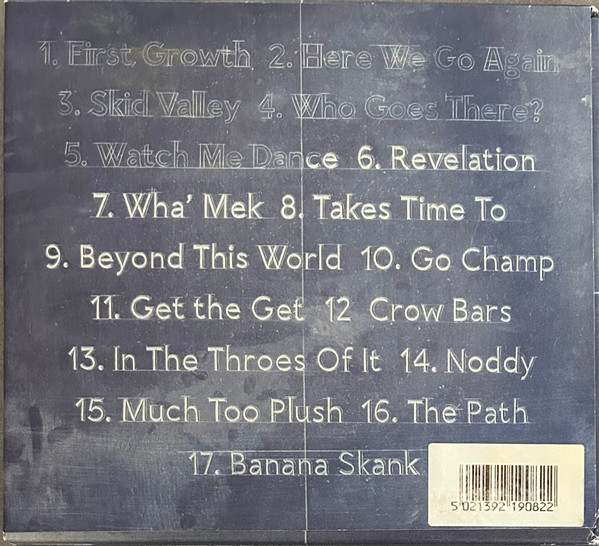 1. First Growth 2. Here We Go Again
3. Skid Valley 4. Who Goes There?
5. Watch Me Dance 6. Revelation
7. Wha' Mek 8. Takes Time To
9. Beyond This World 10. Go Champ
11. Get the Get 12 Crow Bars
13. In The Throes Of It 14. Noddy
15. Much Too Plush 16. The Path
17. Banana Skank
5 021392 190822